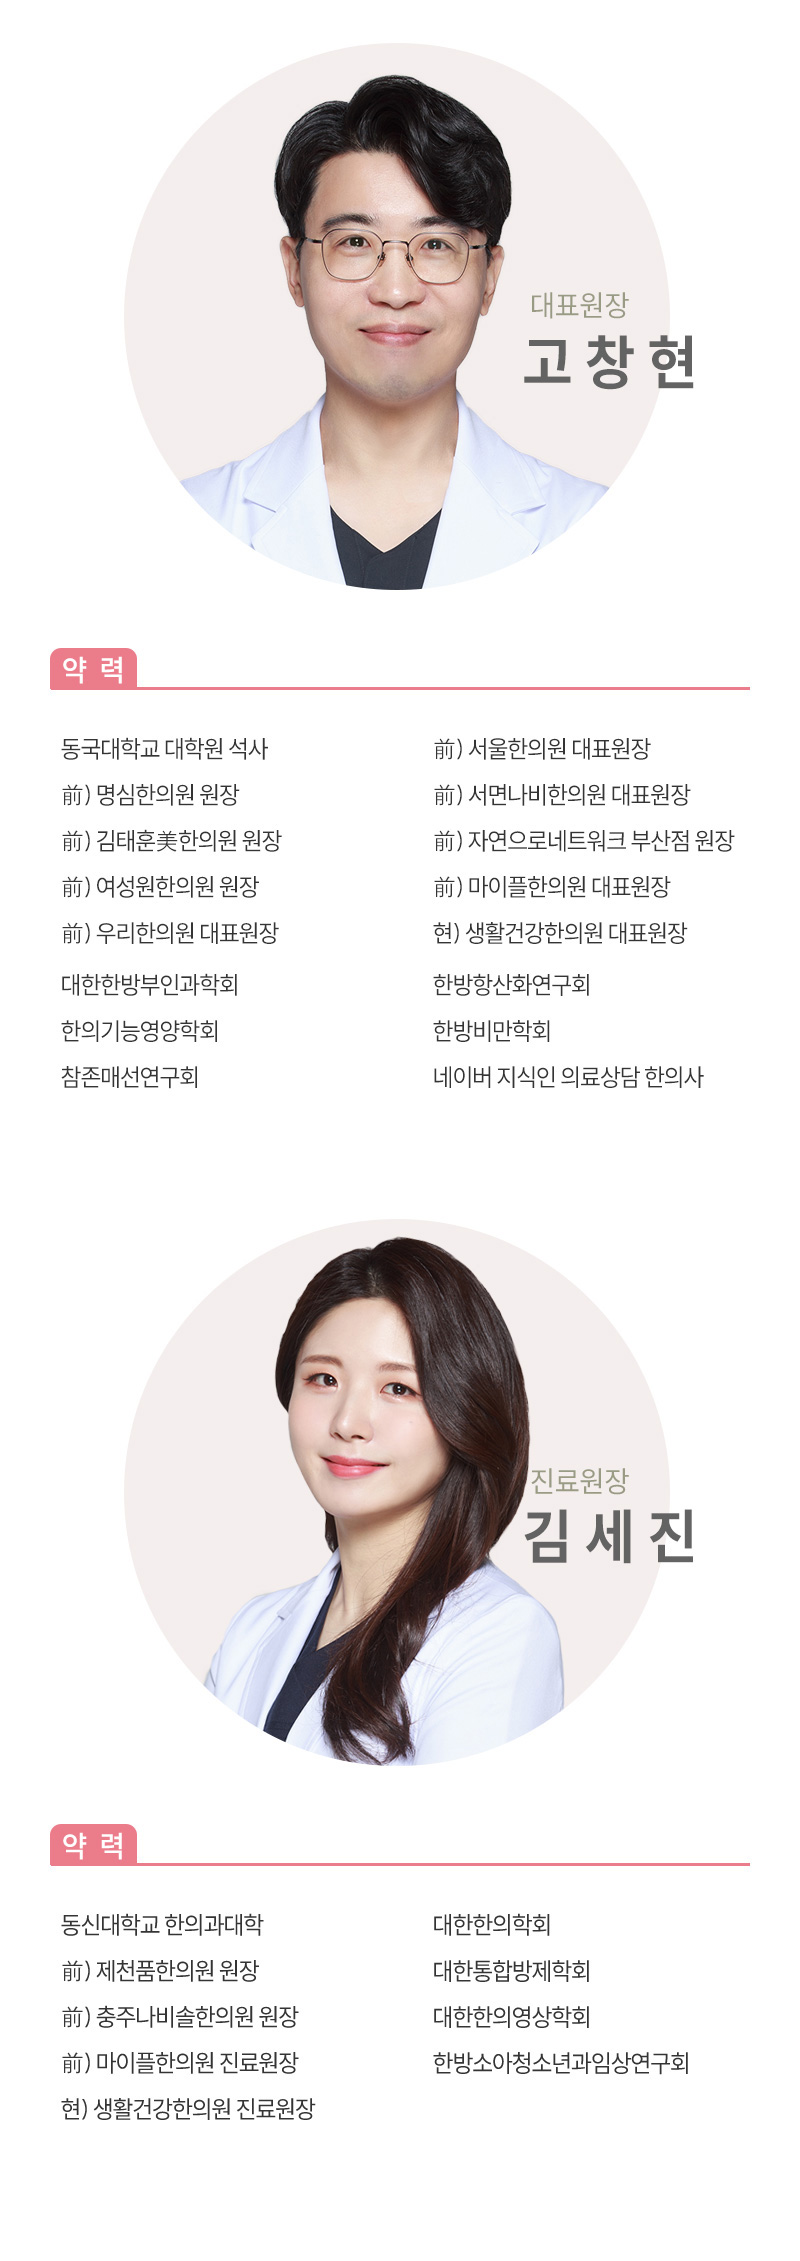 대표원장
고창현
약 력
동국대학교 대학원 석사
前) 명심한의원 원장
前) 김태훈美한의원 원장
前) 여성원한의원 원장
前) 우리한의원 대표원장
대한한방부인과학회
한의기능영양학회
참존매선연구회
前) 서울한의원 대표원장
前) 서면나비한의원 대표원장
前) 자연으로네트워크 부산점 원장
前) 마이플한의원 대표원장
현) 생활건강한의원 대표원장
한방항산화연구회
한방비만학회
네이버 지식인 의료상담 한의사
진료원장
김세진
약 력
동신대학교 한의과대학
前) 제천품한의원 원장
前) 충주나비솔한의원 원장
前) 마이플한의원 진료원장
현) 생활건강한의원 진료원장
대한한의학회
대한통합방제학회
대한한의영상학회
한방소아청소년과임상연구회